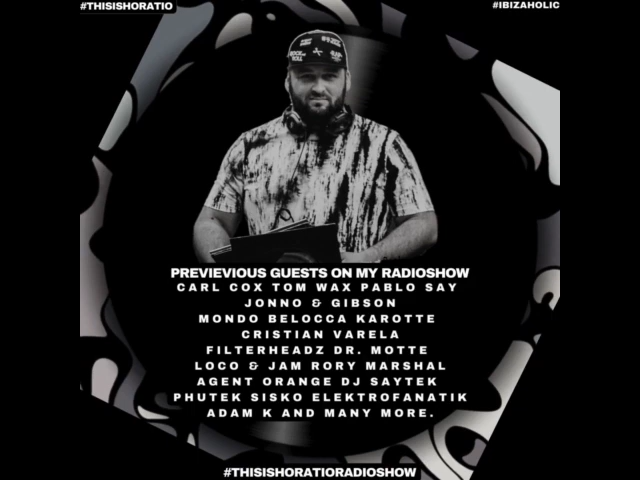 #THISISHORATIO
#IBIZAHOLIC
PREVIEVIOUS GUESTS ON MY RADIOSHOW
CARL COX TOM WAX PABLO SAY
JONNO & GIBSON
MONDO BELOCCA KAROTTE
CRISTIAN VARELA
FILTERHEADZ DR. MOTTE
LOCO & JAM RORY MARSHAL
AGENT ORANGE DJ SAYTEK
PHUTEK SISKO ELEKTROFANATIK
ADAM K AND MANY MORE.
#THISISHORATIORADIOSHOW